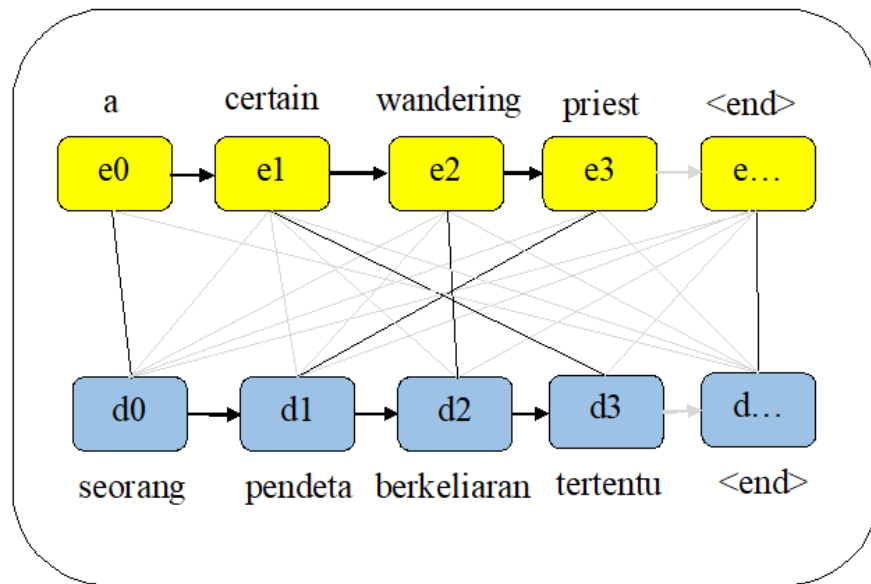 a certain wandering priest <end>
e0 e1 e2 e3 e...
d0 d1 d2 d3 d...
seorang pendeta berkeliaran tertentu <end>